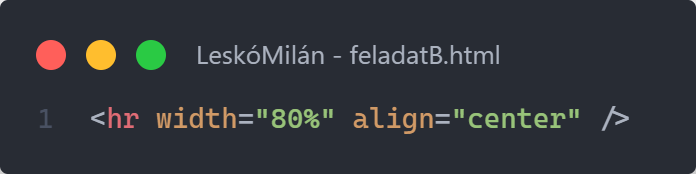 LeskóMilán - feladatB.html
1 <hr width="80%" align="center" />